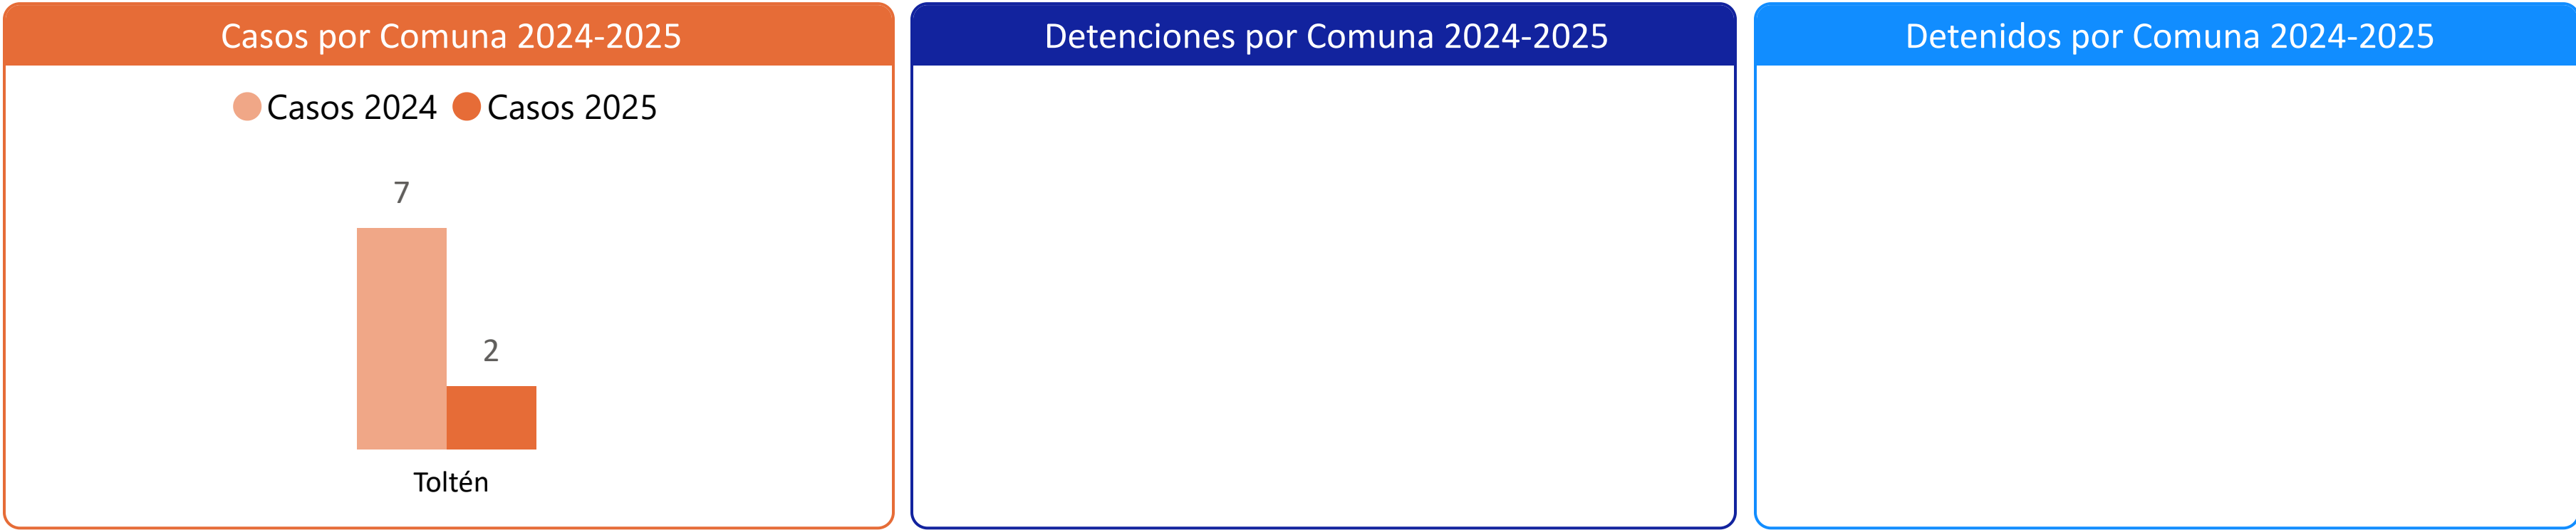 Casos por Comuna 2024-2025
Casos 2024 Casos 2025
7
2
Toltén
Detenciones por Comuna 2024-2025
Detenidos por Comuna 2024-2025